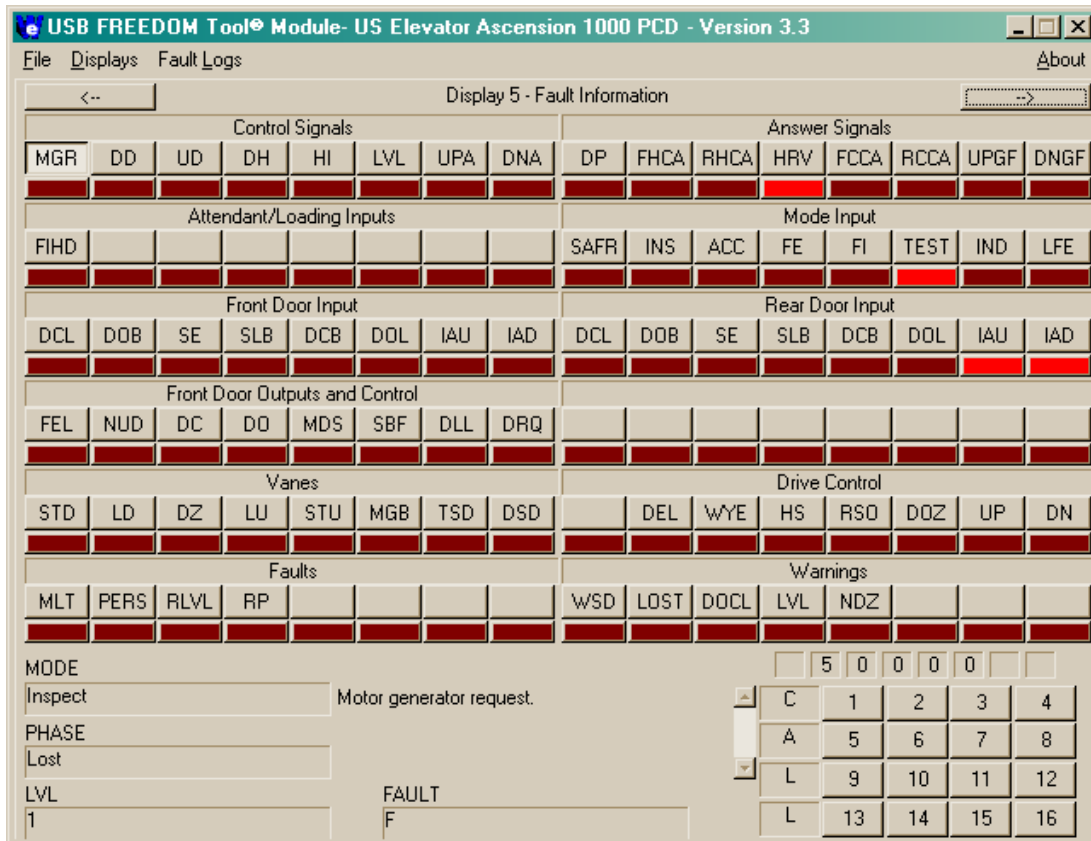 USB FREEDOM Tool® Module- US Elevator Ascension 1000 PCD - Version 3.3
File Displays Fault Logs About
<-- Display 5 - Fault Information -->
Control Signals Answer Signals
MGR DD UD DH HI LVL UPA DNA DP FHCA RHCA HRV FCCA RCCA UPGF DNGF
Attendant/Loading Inputs Mode Input
FIHD SAFR INS ACC FE FI TEST IND LFE
Front Door Input Rear Door Input
DCL DOB SE SLB DCB DOL IAU IAD DCL DOB SE SLB DCB DOL IAU IAD
Front Door Outputs and Control
FEL NUD DC DO MDS SBF DLL DRQ
Vanes Drive Control
STD LD DZ LU STU MGB TSD DSD DEL WYE HS RSO DOZ UP DN
Faults Warnings
MLT PERS RLVL RP WSD LOST DOCL LVL NDZ
MODE 5 0 0 0 0
Inspect Motor generator request. C 1 2 3 4
PHASE A 5 6 7 8
Lost
L 9 10 11 12
LVL FAULT
1 F L 13 14 15 16